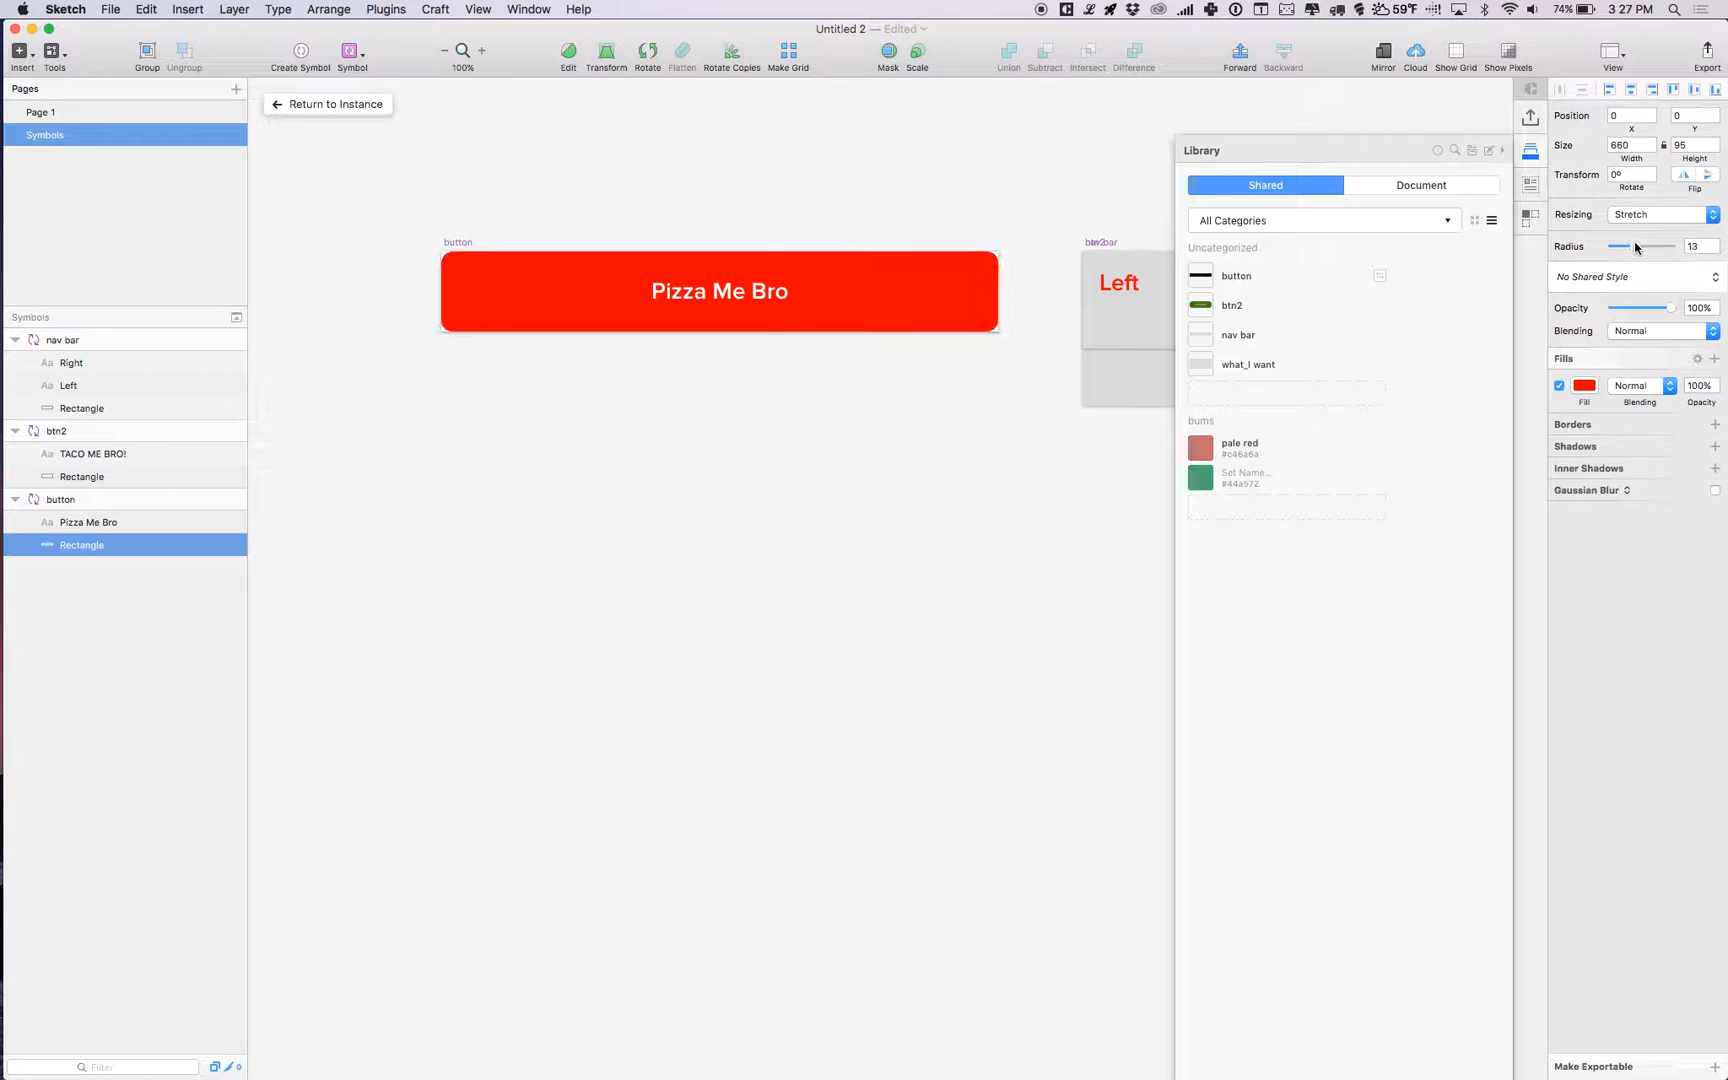 Sketch File Edit Insert Layer Type Arrange Plugins Craft View Window Help 59°F 74% 3:27 PM
Untitled 2 — Edited
Insert Tools Group Ungroup Create Symbol Symbol 100% Edit Transform Rotate Flatten Rotate Copies Make Grid Mask Scale Union Subtract Intersect Difference Forward Backward Mirror Cloud Show Grid Show Pixels View Export
Pages
Page 1
Symbols
Symbols
nav bar
Aa Right
Aa Left
Rectangle
btn2
Aa TACO ME BRO!
Rectangle
button
Aa Pizza Me Bro
Rectangle
Filter
0
Return to Instance
button
Pizza Me Bro
Left
Library
Shared Document
All Categories
Uncategorized
button
btn2
nav bar
what_I want
bums
pale red
#c46a6a
Set Name...
#44a572
Position 0 0
X Y
Size 660 95
Width Height
Transform 0º
Rotate Flip
Resizing Stretch
Radius 13
No Shared Style
Opacity 100%
Blending Normal
Fills
Normal 100%
Fill Blending Opacity
Borders
Shadows
Inner Shadows
Gaussian Blur
Make Exportable